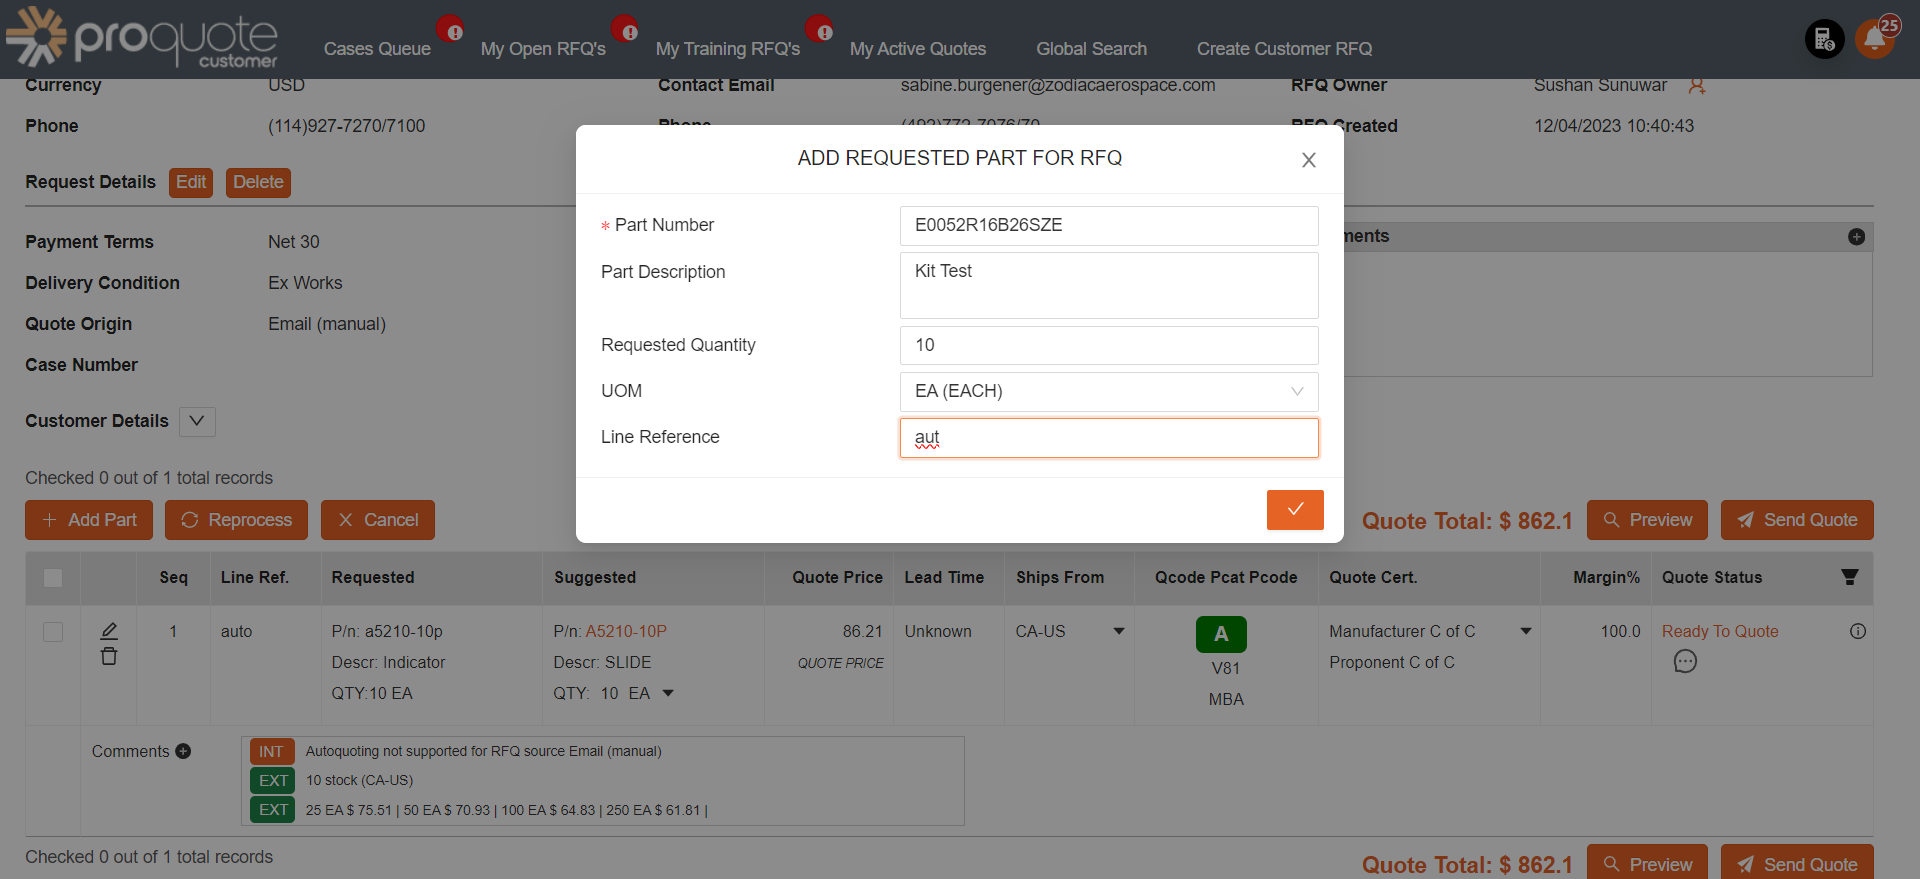 proquote
customer
Cases Queue
My Open RFQ's
My Training RFQ's
My Active Quotes
Global Search
Create Customer RFQ
25
Currency USD Contact Email sabine.burgener@zodiacaerospace.com RFQ Owner Sushan Sunuwar
Phone (114)927-7270/7100 Phone (492)772-7076/70 RFQ Created 12/04/2023 10:40:43
ADD REQUESTED PART FOR RFQ
* Part Number E0052R16B26SZE
Part Description Kit Test
Requested Quantity 10
UOM EA (EACH)
Line Reference aut
Request Details Edit Delete
Payment Terms Net 30
ments
Delivery Condition Ex Works
Quote Origin Email (manual)
Case Number
Customer Details
Checked 0 out of 1 total records
Add Part Reprocess Cancel Quote Total: $ 862.1 Preview Send Quote
Seq Line Ref. Requested Suggested Quote Price Lead Time Ships From Qcode Pcat Pcode Quote Cert. Margin% Quote Status
1 auto P/n: a5210-10p P/n: A5210-10P 86.21 Unknown CA-US A Manufacturer C of C 100.0 Ready To Quote
Descr: Indicator Descr: SLIDE QUOTE PRICE V81 Proponent C of C
QTY:10 EA QTY: 10 EA MBA
Comments INT Autoquoting not supported for RFQ source Email (manual)
EXT 10 stock (CA-US)
EXT 25 EA $ 75.51 | 50 EA $ 70.93 | 100 EA $ 64.83 | 250 EA $ 61.81 |
Checked 0 out of 1 total records
Quote Total: $ 862.1 Preview Send Quote